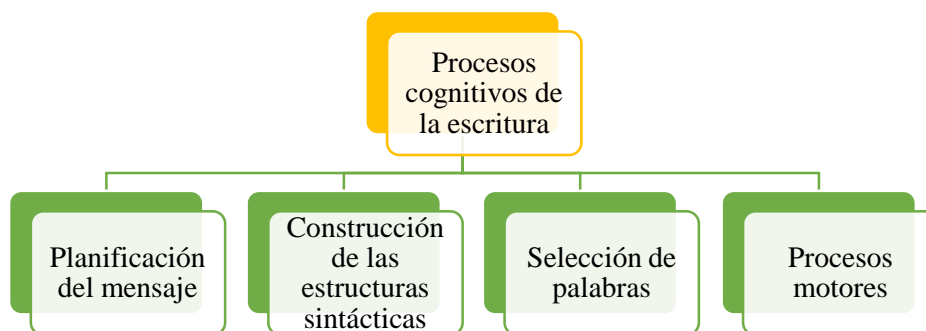 Procesos
cognitivos de
la escritura
Planificación
del mensaje
Construcción
de las
estructuras
sintácticas
Selección de
palabras
Procesos
motores